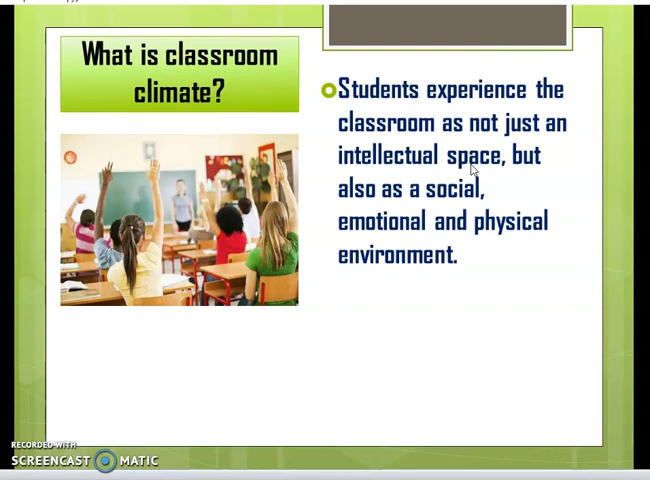 What is classroom
climate?
Students experience the
classroom as not just an
intellectual space, but
also as a social,
emotional and physical
environment.
RECORDED WITH
SCREENCAST MATIC